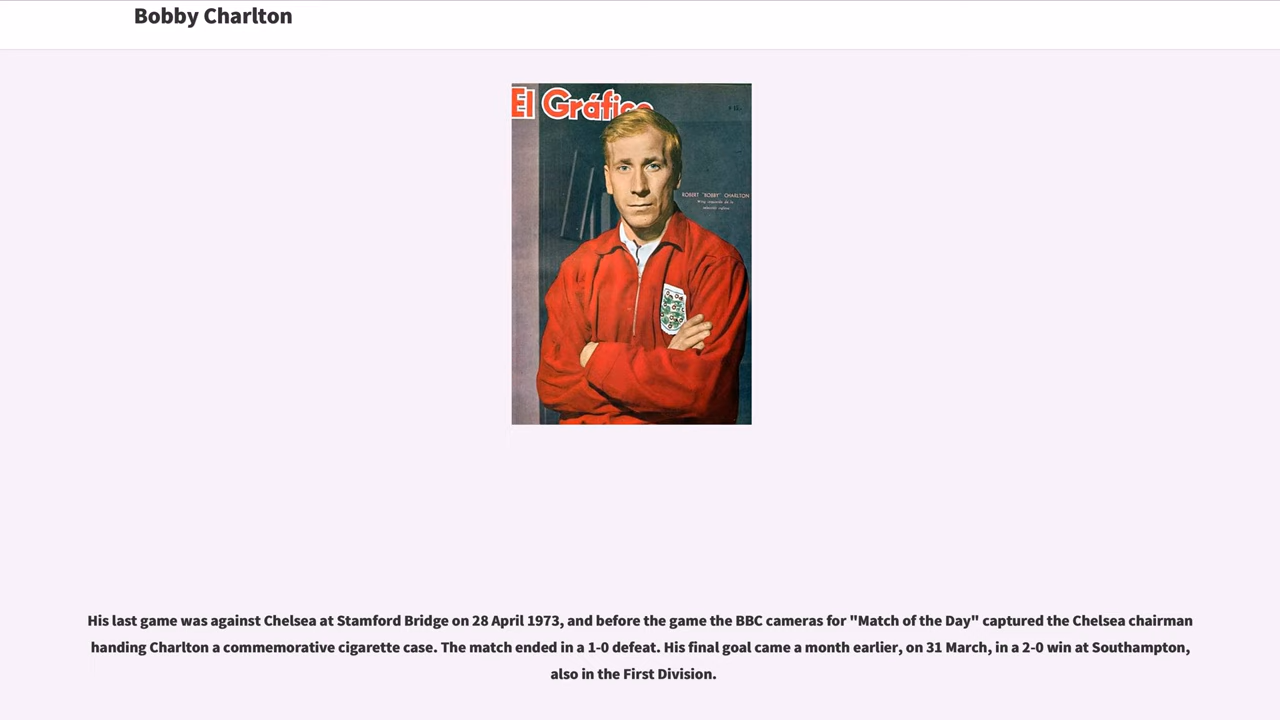 Bobby Charlton
El Gráfico
ROBERT "BOBBY" CHARLTON
His last game was against Chelsea at Stamford Bridge on 28 April 1973, and before the game the BBC cameras for "Match of the Day" captured the Chelsea chairman
handing Charlton a commemorative cigarette case. The match ended in a 1-0 defeat. His final goal came a month earlier, on 31 March, in a 2-0 win at Southampton,
also in the First Division.